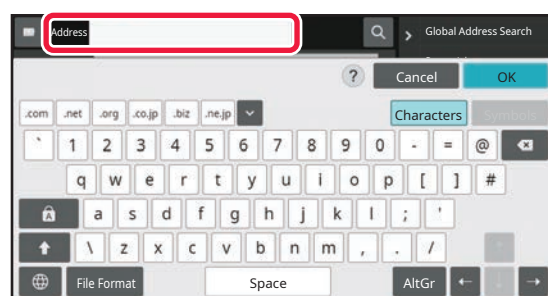 Address
Global Address Search
? Cancel OK
.com .net .org .co.jp .biz .ne.jp Characters Symbols
` 1 2 3 4 5 6 7 8 9 0 - = @
q w e r t y u i o p [ ] #
A a s d f g h j k l ; '
\ z x c v b n m , . /
File Format Space AltGr